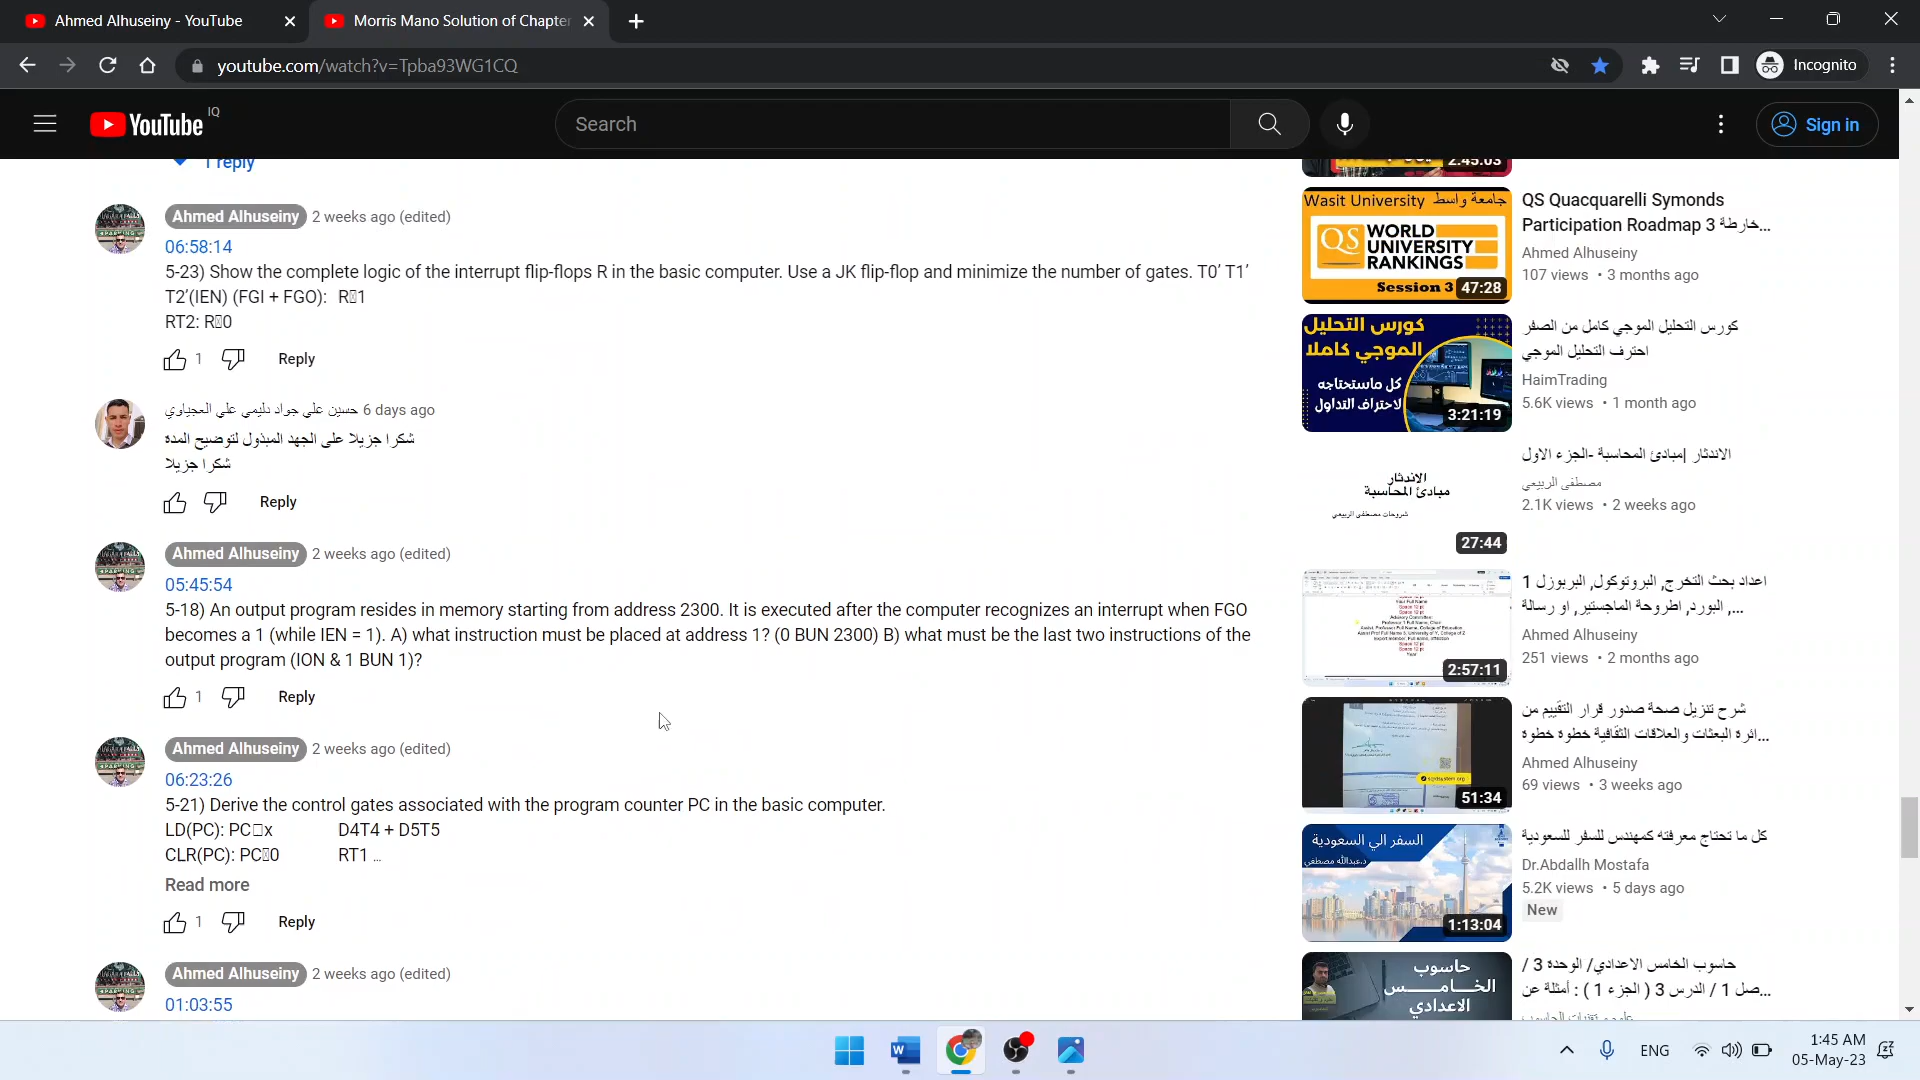 Ahmed Alhuseiny - YouTube
Morris Mano Solution of Chapter
youtube.com/watch?v=Tpba93WG1CQ
Incognito
YouTube IQ
Search
Sign in
1 reply
Ahmed Alhuseiny 2 weeks ago (edited)
06:58:14
5-23) Show the complete logic of the interrupt flip-flops R in the basic computer. Use a JK flip-flop and minimize the number of gates. T0’ T1’
T2’(IEN) (FGI + FGO): R1
RT2: R0
1
Reply
حسين علي جواد دليمي علي العجياوي 6 days ago
شكرا جزيلا على الجهد المبذول لتوضيح المدة
شكرا جزيلا
Reply
Ahmed Alhuseiny 2 weeks ago (edited)
05:45:54
5-18) An output program resides in memory starting from address 2300. It is executed after the computer recognizes an interrupt when FGO
becomes a 1 (while IEN = 1). A) what instruction must be placed at address 1? (0 BUN 2300) B) what must be the last two instructions of the
output program (ION & 1 BUN 1)?
1
Reply
Ahmed Alhuseiny 2 weeks ago (edited)
06:23:26
5-21) Derive the control gates associated with the program counter PC in the basic computer.
LD(PC): PCx D4T4 + D5T5
CLR(PC): PC0 RT1 ...
Read more
1
Reply
Ahmed Alhuseiny 2 weeks ago (edited)
01:03:55
2:45:03
Wasit University جامعة واسط
QS WORLD
UNIVERSITY
RANKINGS
Session 3 47:28
QS Quacquarelli Symonds
Participation Roadmap 3 خارطة...
Ahmed Alhuseiny
107 views • 3 months ago
كورس التحليل
الموجي كاملا
كل ماستحتاجه
لاحتراف التداول
3:21:19
كورس التحليل الموجي كامل من الصفر
احترف التحليل الموجي
HaimTrading
5.6K views • 1 month ago
الاندثار
مبادئ المحاسبة
شروحات مصطفى الربيعي
27:44
الاندثار |مبادئ المحاسبة -الجزء الاول
مصطفى الربيعي
2.1K views • 2 weeks ago
2:57:11
اعداد بحث التخرج, البروتوكول, البربوزل 1
, البورد, اطروحة الماجستير, او رسالة...
Ahmed Alhuseiny
251 views • 2 months ago
51:34
شرح تنزيل صحة صدور قرار التقييم من
ائرة البعثات والعلاقات الثقافية خطوة خطوة...
Ahmed Alhuseiny
69 views • 3 weeks ago
السفر الي السعودية
د.عبدالله مصطفي
1:13:04
كل ما تحتاج معرفته كمهندس للسفر للسعودية
Dr.Abdallh Mostafa
5.2K views • 5 days ago
New
حاسوب
الخامس
الاعدادي
حاسوب الخامس الاعدادي/ الوحدة 3 /
صل 1 / الدرس 3 ( الجزء 1 ) : أمثلة عن...
ENG
1:45 AM
05-May-23